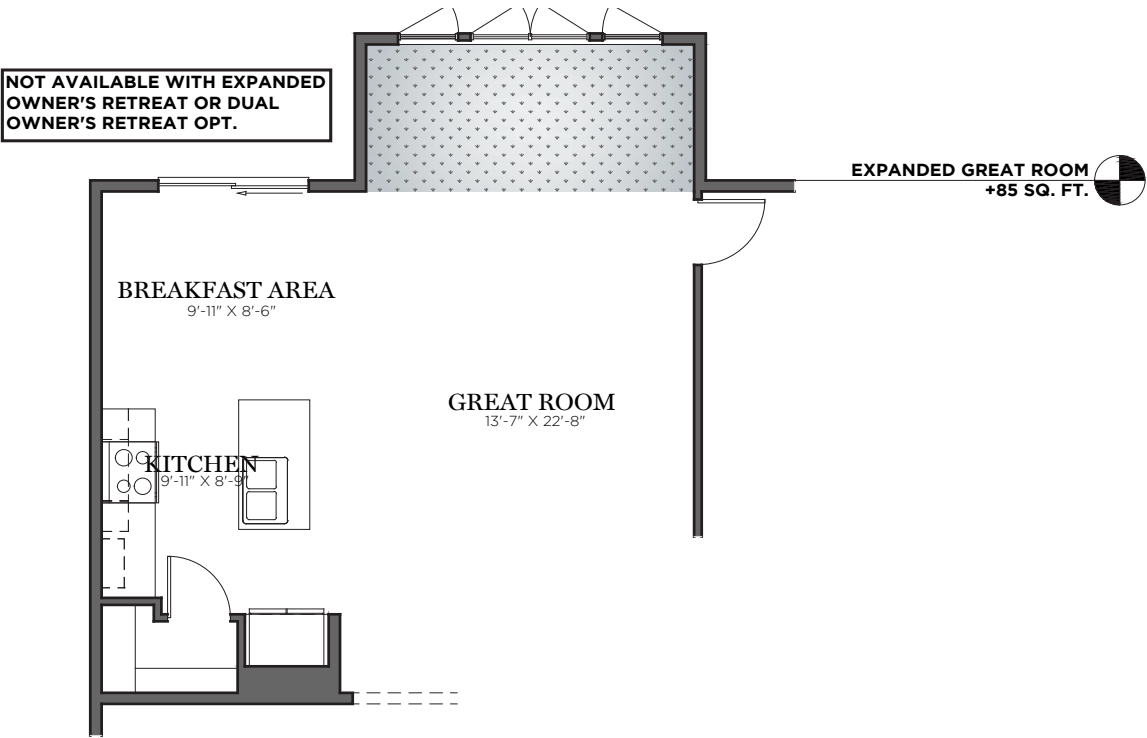 NOT AVAILABLE WITH EXPANDED
OWNER'S RETREAT OR DUAL
OWNER'S RETREAT OPT.
EXPANDED GREAT ROOM
+85 SQ. FT.
BREAKFAST AREA
9'-11" X 8'-6"
GREAT ROOM
13'-7" X 22'-8"
KITCHEN
9'-11" X 8'-9"